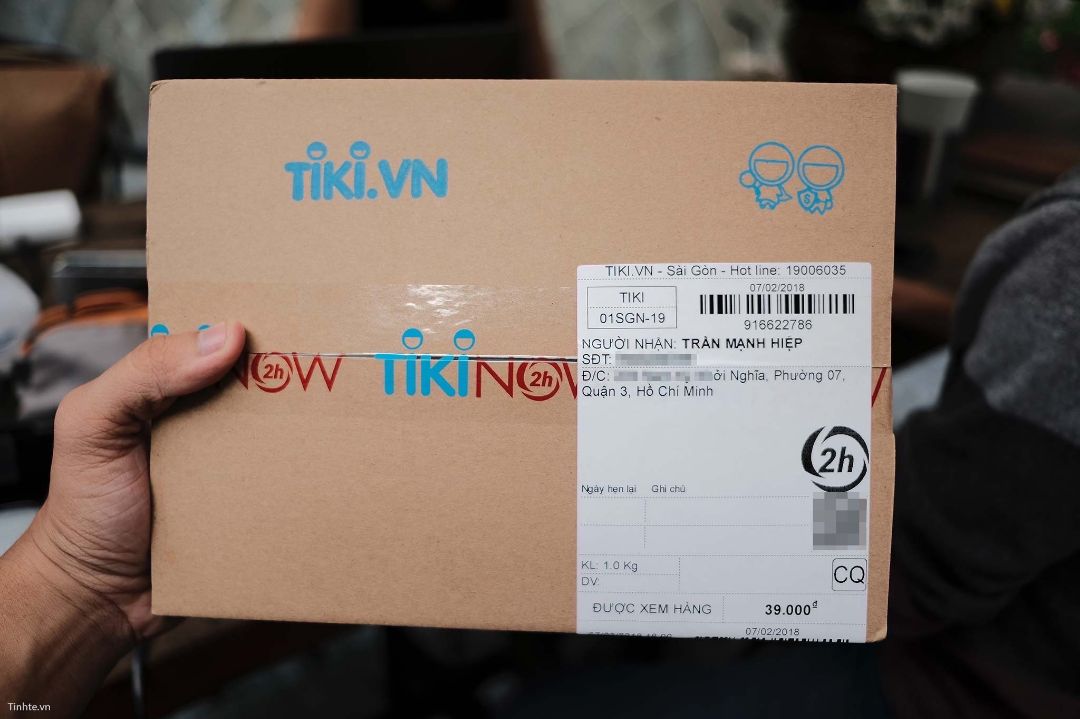 TIKI.VN
TIKI.VN - Sài Gòn - Hot line: 19006035
TIKI
01SGN-19
07/02/2018
916622786
NGƯỜI NHẬN: TRẦN MẠNH HIỆP
SĐT:
Đ/C: ởi Nghĩa, Phường 07,
Quận 3, Hồ Chí Minh
NOW 2h
TIKINOW 2h
2h
Ngày hẹn lại Ghi chú
KL: 1.0 Kg
DV:
CQ
ĐƯỢC XEM HÀNG 39.000đ
07/02/2018
Tinhte.vn